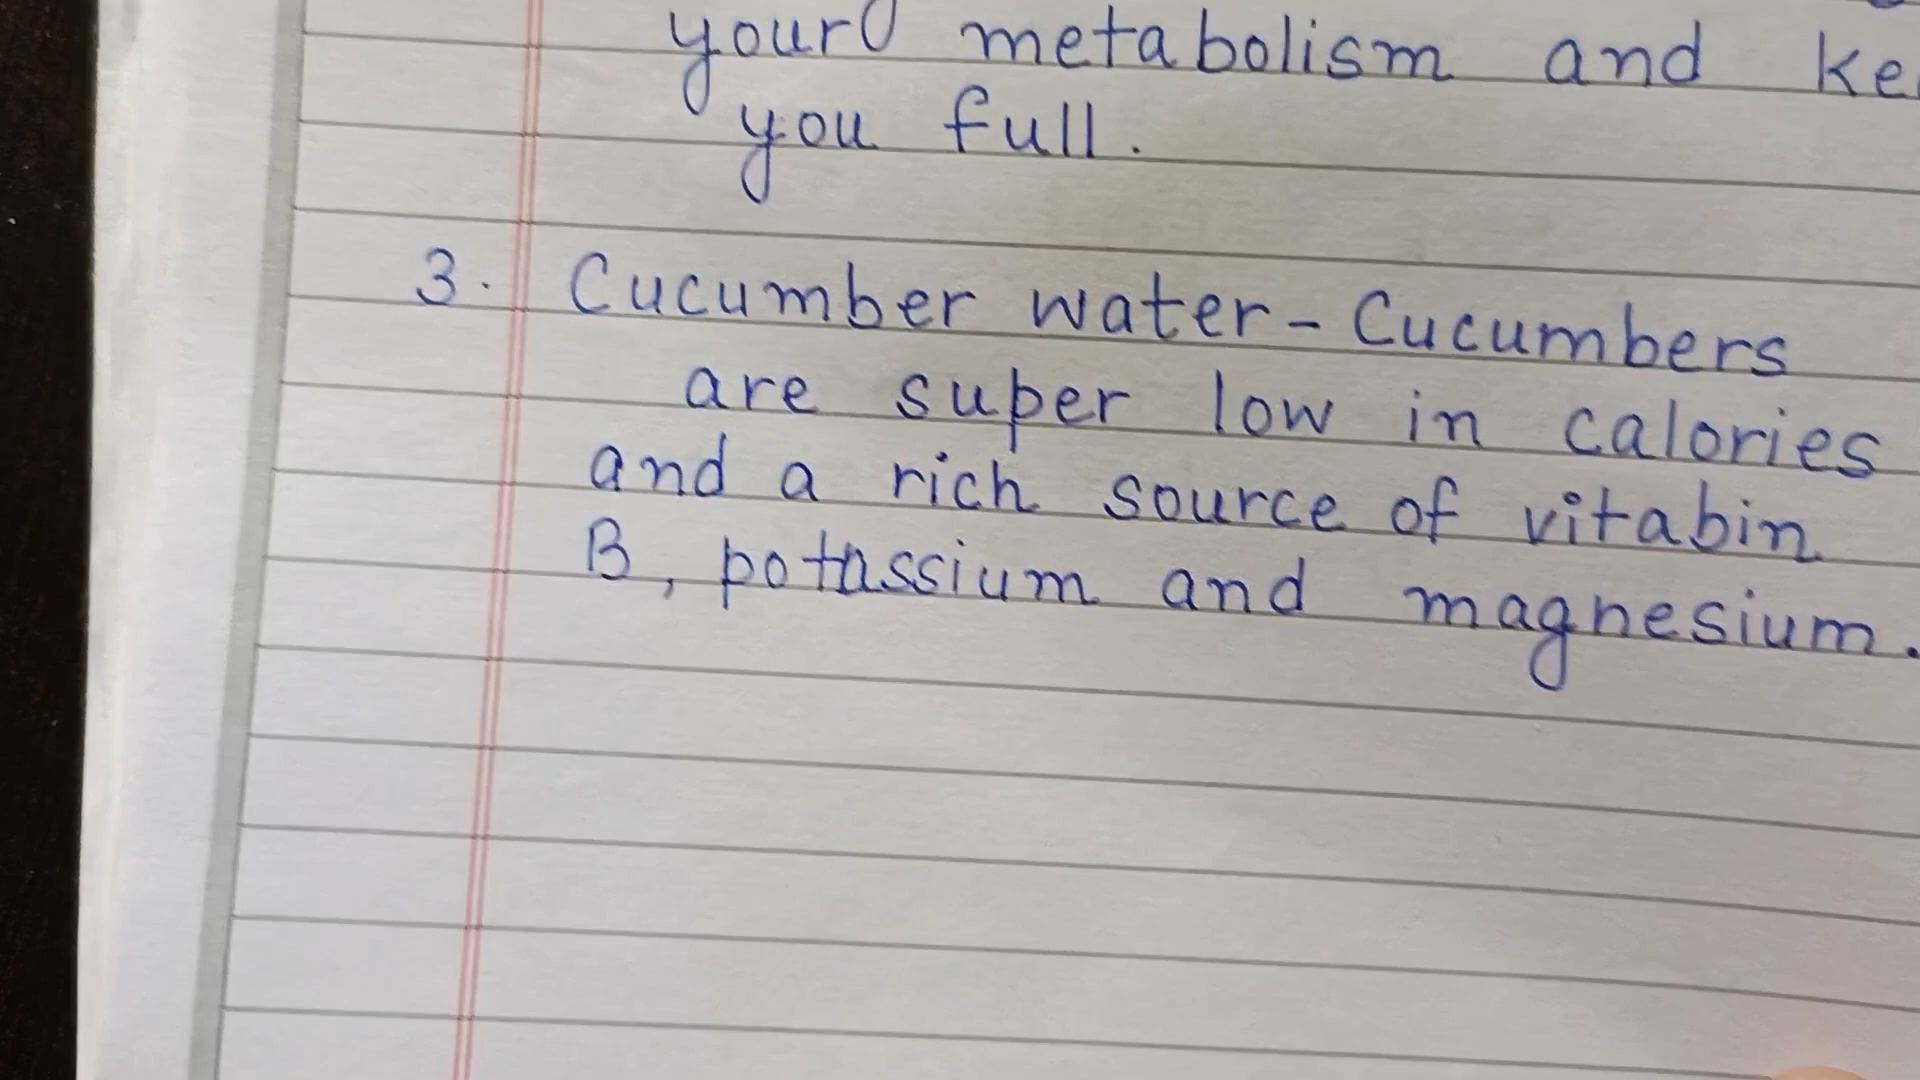 your metabolism and
you full.
3. Cucumber water - Cucumbers
are super low in calories
and a rich source of vitabin
B, potassium and magnesium.